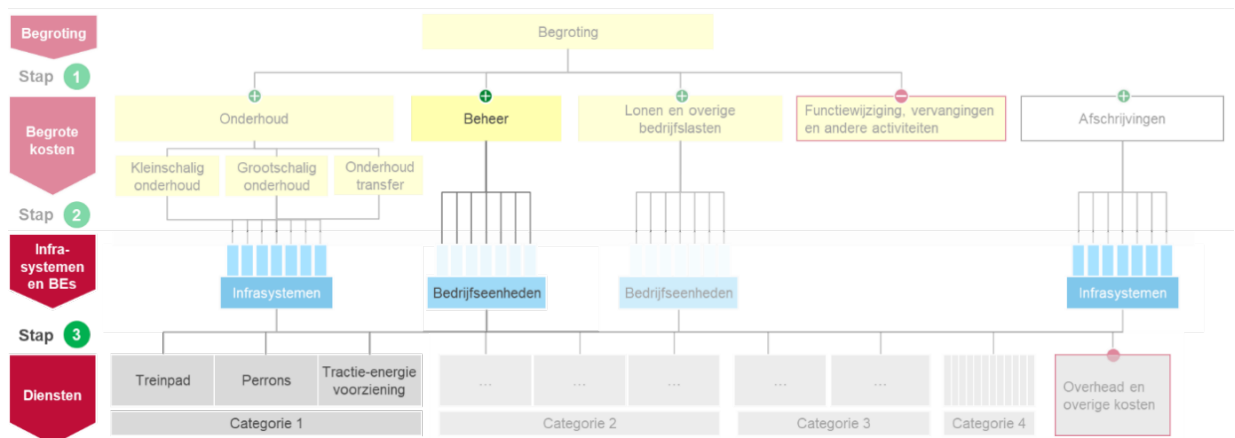 Begroting
Begroting
Stap 1
Begrote
kosten
Onderhoud
Beheer
Lonen en overige
bedrijfslasten
Functiewijziging, vervangingen
en andere activiteiten
Afschrijvingen
Kleinschalig
onderhoud
Grootschalig
onderhoud
Onderhoud
transfer
Stap 2
Infra-
systemen
en BEs
Infrasystemen
Bedrijfseenheden
Bedrijfseenheden
Infrasystemen
Stap 3
Diensten
Treinpad
Perrons
Tractie-energie
voorziening
...
...
...
...
...
Overhead en
overige kosten
Categorie 1
Categorie 2
Categorie 3
Categorie 4